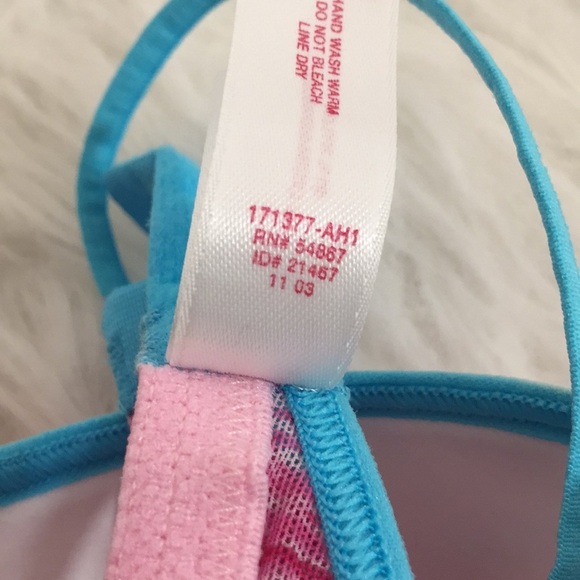 HAND WASH WARM
DO NOT BLEACH
LINE DRY
171377-AH1
RN# 54867
ID# 21467
11 03